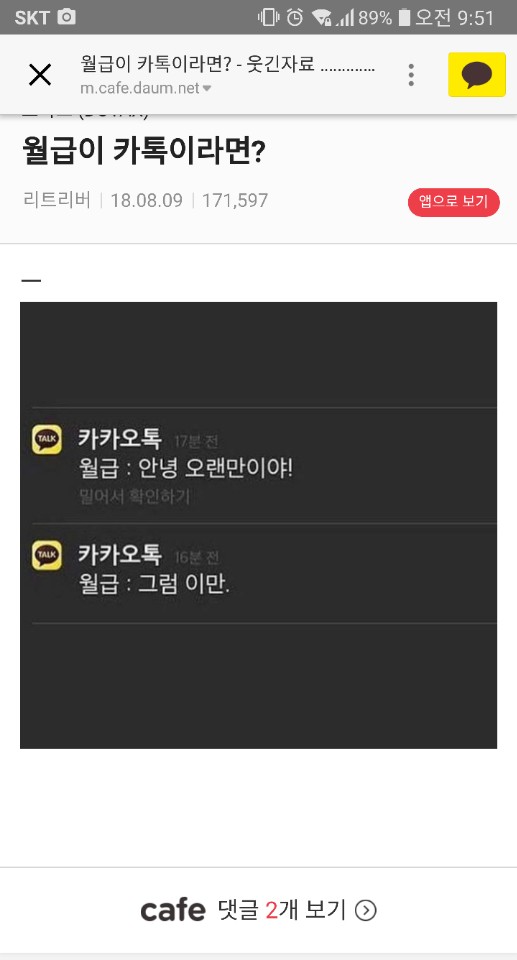 SKT 89% 오전 9:51
월급이 카톡이라면? - 웃긴자료 .............
m.cafe.daum.net
월급이 카톡이라면?
리트리버 18.08.09 171,597
앱으로 보기
TALK 카카오톡 17분 전
월급 : 안녕 오랜만이야!
밀어서 확인하기
TALK 카카오톡 16분 전
월급 : 그럼 이만.
cafe 댓글 2개 보기